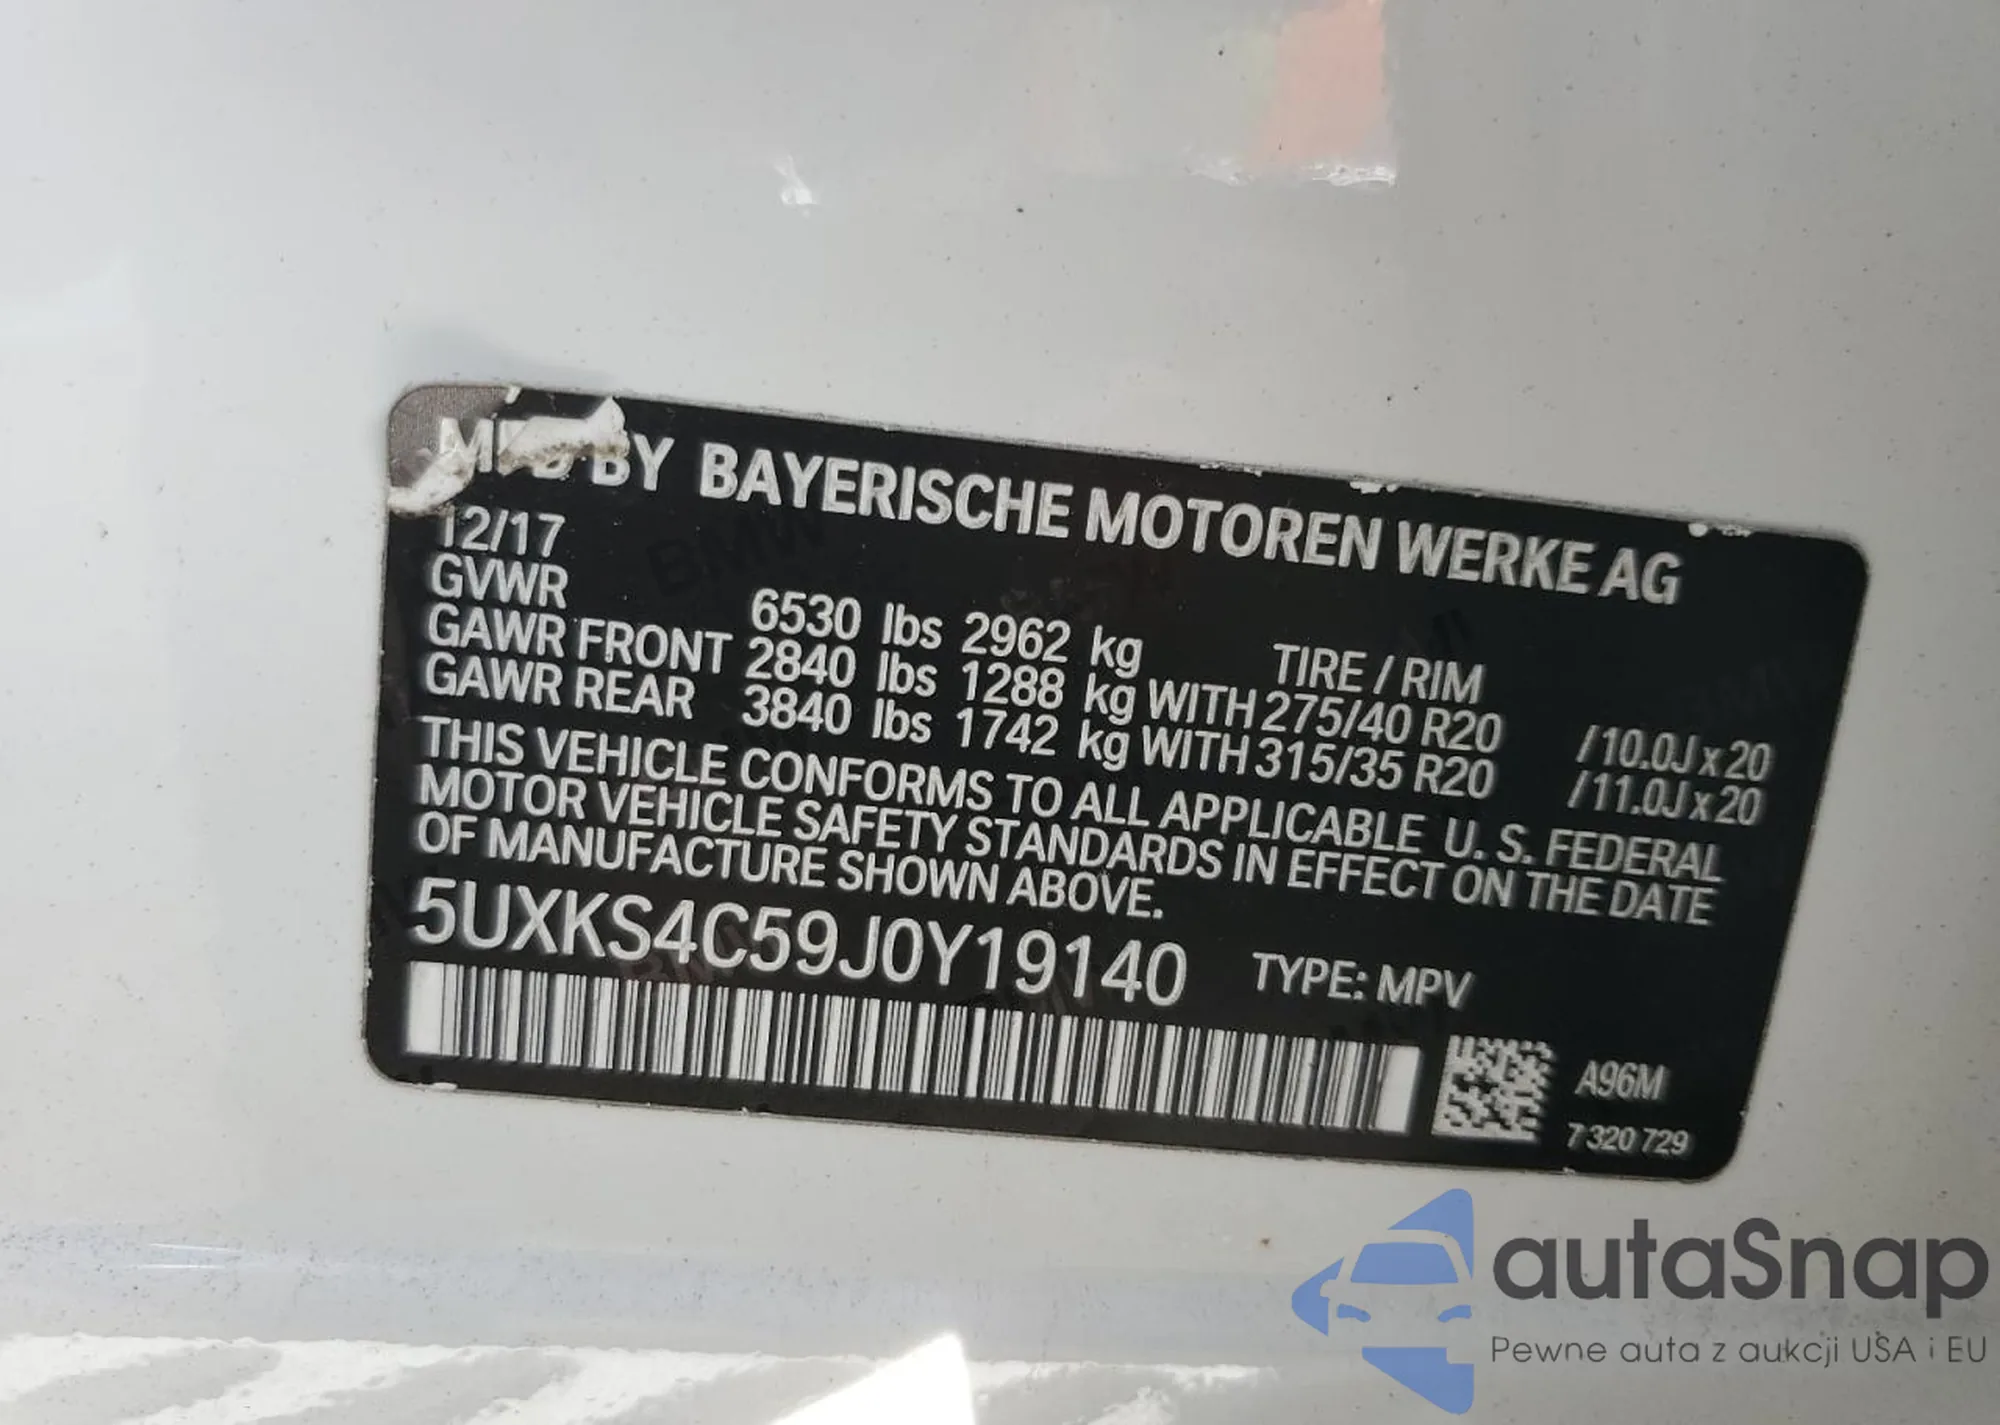 MFD BY BAYERISCHE MOTOREN WERKE AG
12/17
GVWR 6530 lbs 2962 kg TIRE / RIM
GAWR FRONT 2840 lbs 1288 kg WITH 275/40 R20 /10.0J x 20
GAWR REAR 3840 lbs 1742 kg WITH 315/35 R20 /11.0J x 20
THIS VEHICLE CONFORMS TO ALL APPLICABLE U. S. FEDERAL
MOTOR VEHICLE SAFETY STANDARDS IN EFFECT ON THE DATE
OF MANUFACTURE SHOWN ABOVE.
5UXKS4C59J0Y19140 TYPE: MPV
A96M
7 320 729
autaSnap
Pewne auta z aukcji USA i EU